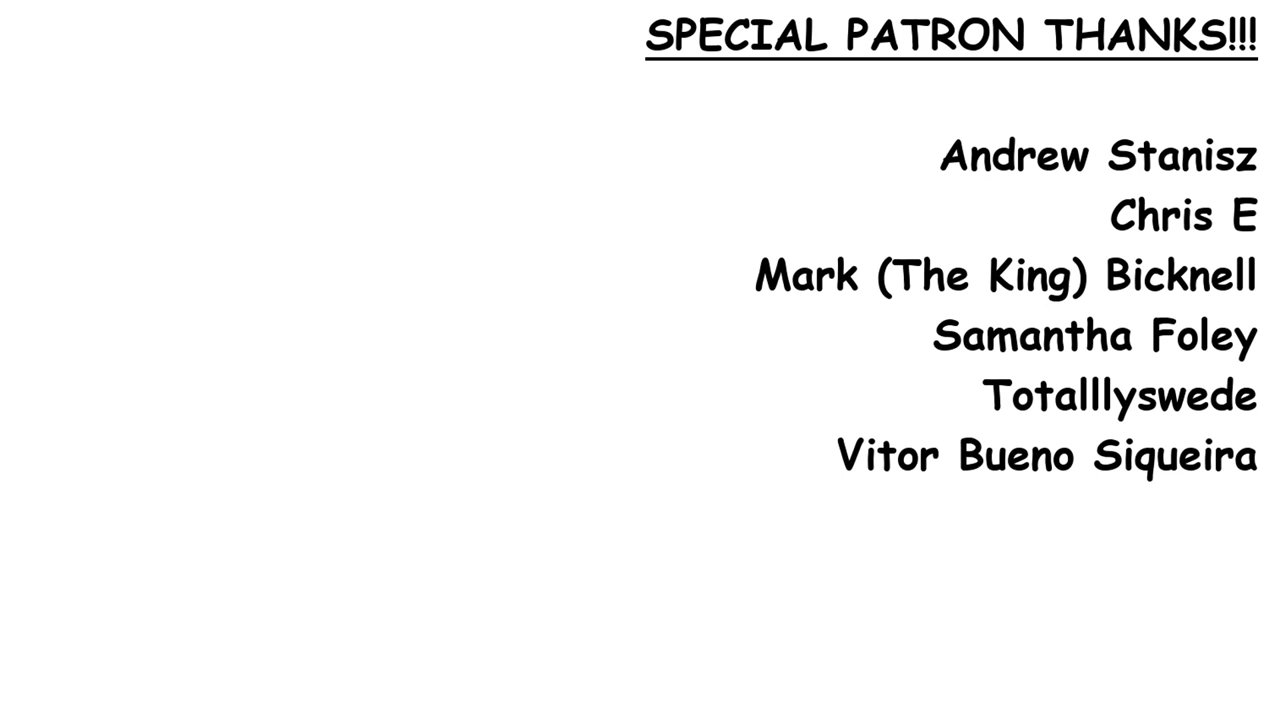 SPECIAL PATRON THANKS!!!
Andrew Stanisz
Chris E
Mark (The King) Bicknell
Samantha Foley
Totalllyswede
Vitor Bueno Siqueira